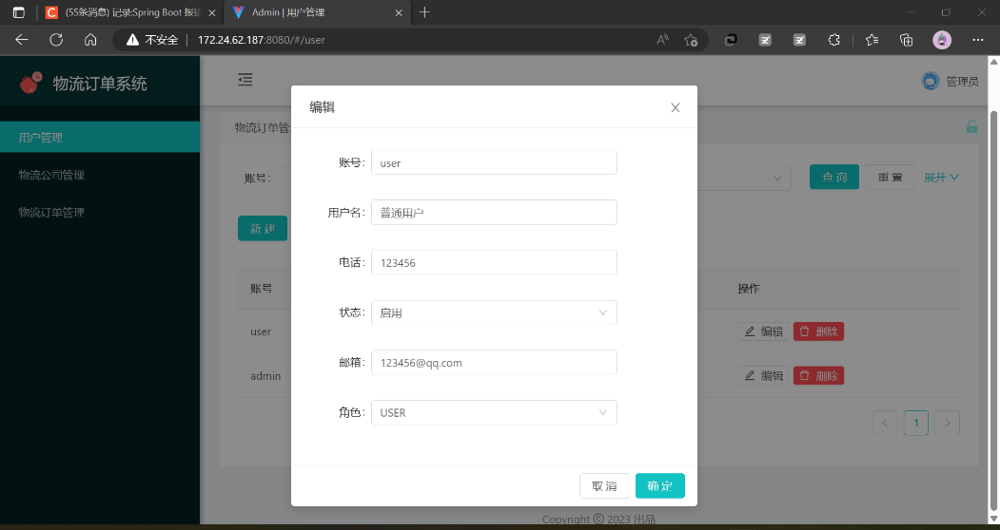 (55条消息) 记录:Spring Boot 报错
Admin | 用户管理
不安全 172.24.62.187:8080/#/user
物流订单系统
管理员
用户管理
物流公司管理
物流订单管理
物流订单管
账号:
查 询
重 置
展开
新 建
账号
操作
user
编辑
删除
admin
编辑
删除
1
编辑
账号: user
用户名: 普通用户
电话: 123456
状态: 启用
邮箱: 123456@qq.com
角色: USER
取 消
确 定
Copyright © 2023 出品